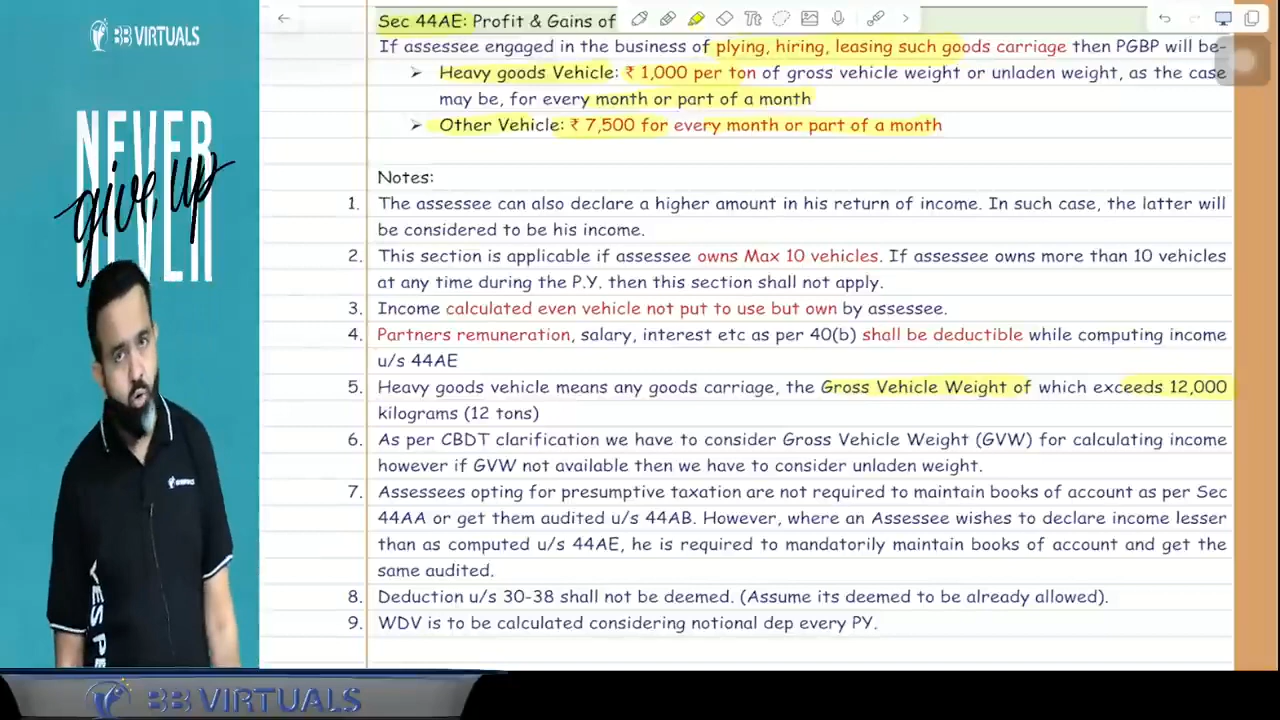 BB VIRTUALS
NEVER
give up
NEVER
Sec 44AE: Profit & Gains of
If assessee engaged in the business of plying, hiring, leasing such goods carriage then PGBP will be-
➤ Heavy goods Vehicle: ₹ 1,000 per ton of gross vehicle weight or unladen weight, as the case
may be, for every month or part of a month
➤ Other Vehicle: ₹ 7,500 for every month or part of a month
Notes:
1. The assessee can also declare a higher amount in his return of income. In such case, the latter will
be considered to be his income.
2. This section is applicable if assessee owns Max 10 vehicles. If assessee owns more than 10 vehicles
at any time during the P.Y. then this section shall not apply.
3. Income calculated even vehicle not put to use but own by assessee.
4. Partners remuneration, salary, interest etc as per 40(b) shall be deductible while computing income
u/s 44AE
5. Heavy goods vehicle means any goods carriage, the Gross Vehicle Weight of which exceeds 12,000
kilograms (12 tons)
6. As per CBDT clarification we have to consider Gross Vehicle Weight (GVW) for calculating income
however if GVW not available then we have to consider unladen weight.
7. Assessees opting for presumptive taxation are not required to maintain books of account as per Sec
44AA or get them audited u/s 44AB. However, where an Assessee wishes to declare income lesser
than as computed u/s 44AE, he is required to mandatorily maintain books of account and get the
same audited.
8. Deduction u/s 30-38 shall not be deemed. (Assume its deemed to be already allowed).
9. WDV is to be calculated considering notional dep every PY.
BB VIRTUALS